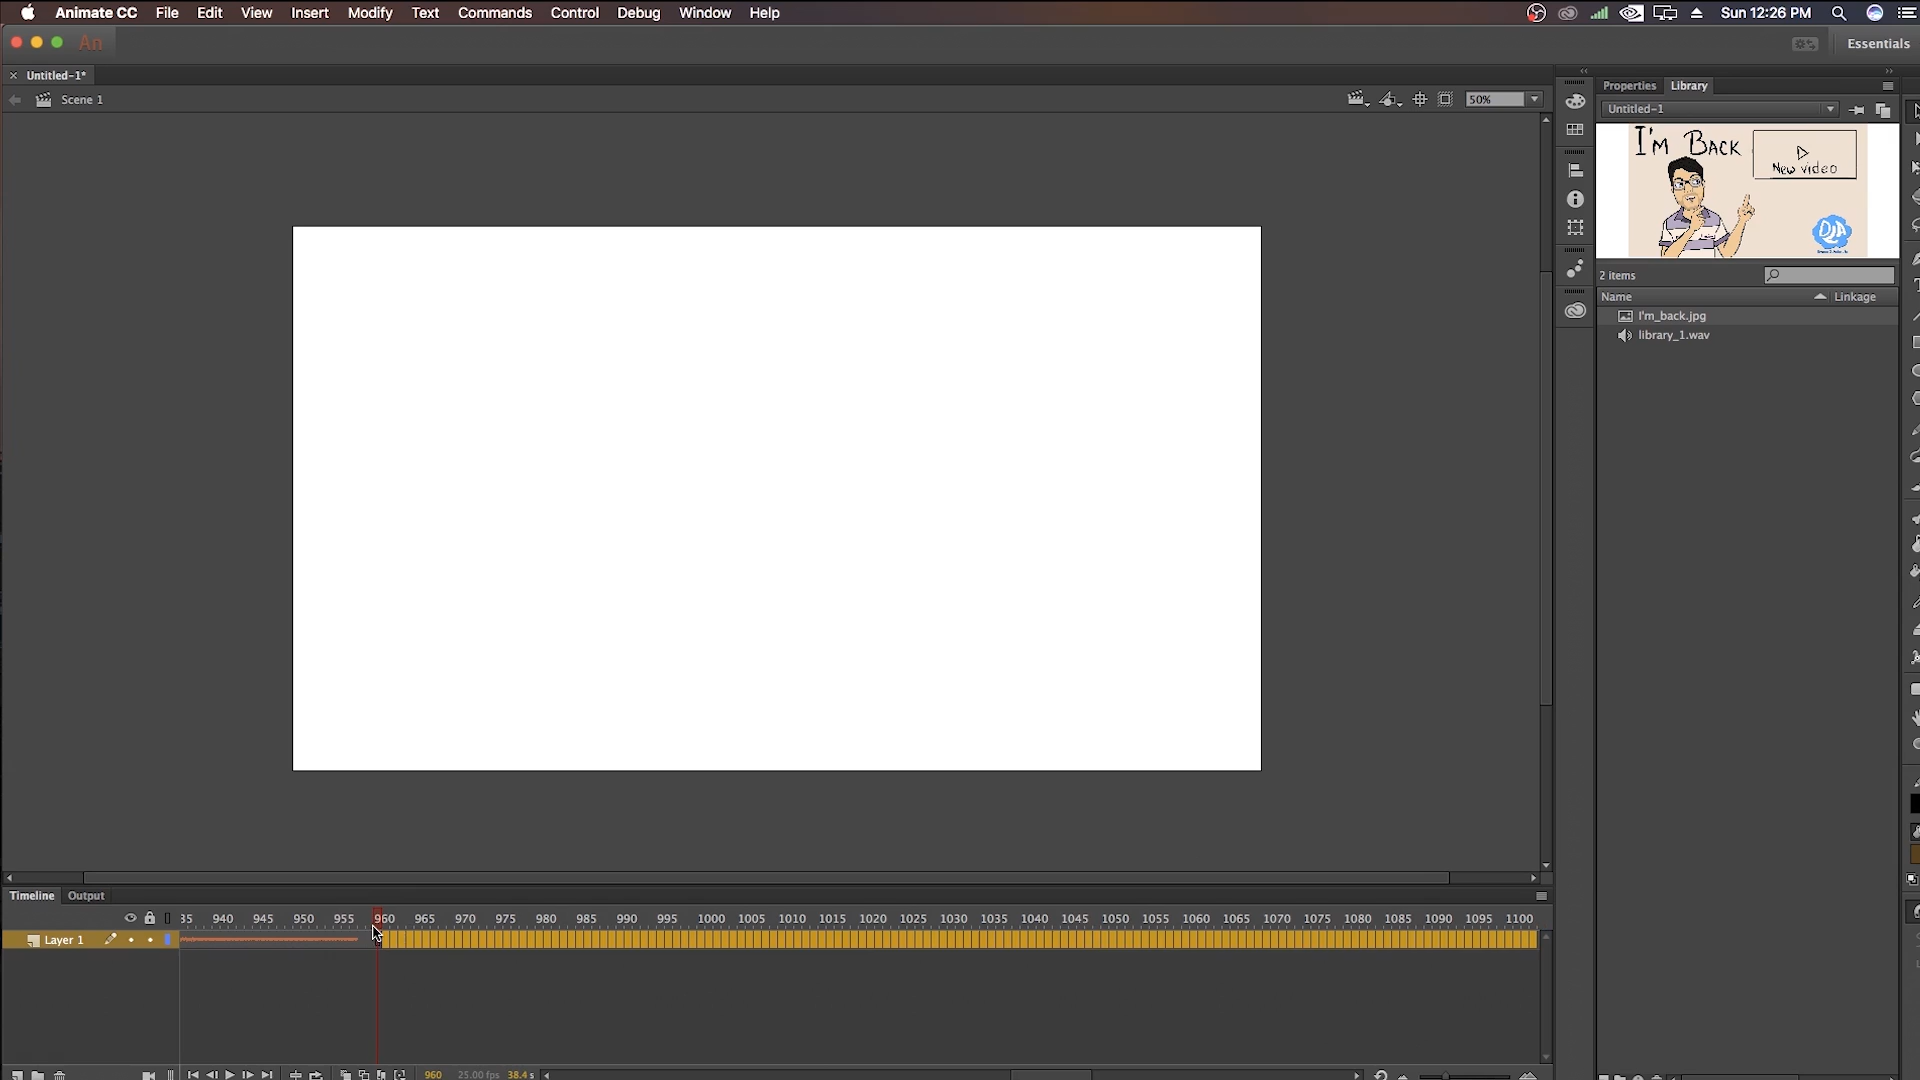 Animate CC File Edit View Insert Modify Text Commands Control Debug Window Help Sun 12:26 PM
An Essentials
Untitled-1*
Scene 1 50%
Properties Library
Untitled-1
I'm Back
New video
DJA
2 items
Name Linkage
I'm_back.jpg
library_1.wav
Timeline Output
35 940 945 950 955 960 965 970 975 980 985 990 995 1000 1005 1010 1015 1020 1025 1030 1035 1040 1045 1050 1055 1060 1065 1070 1075 1080 1085 1090 1095 1100
Layer 1
960 25.00 fps 38.4 s